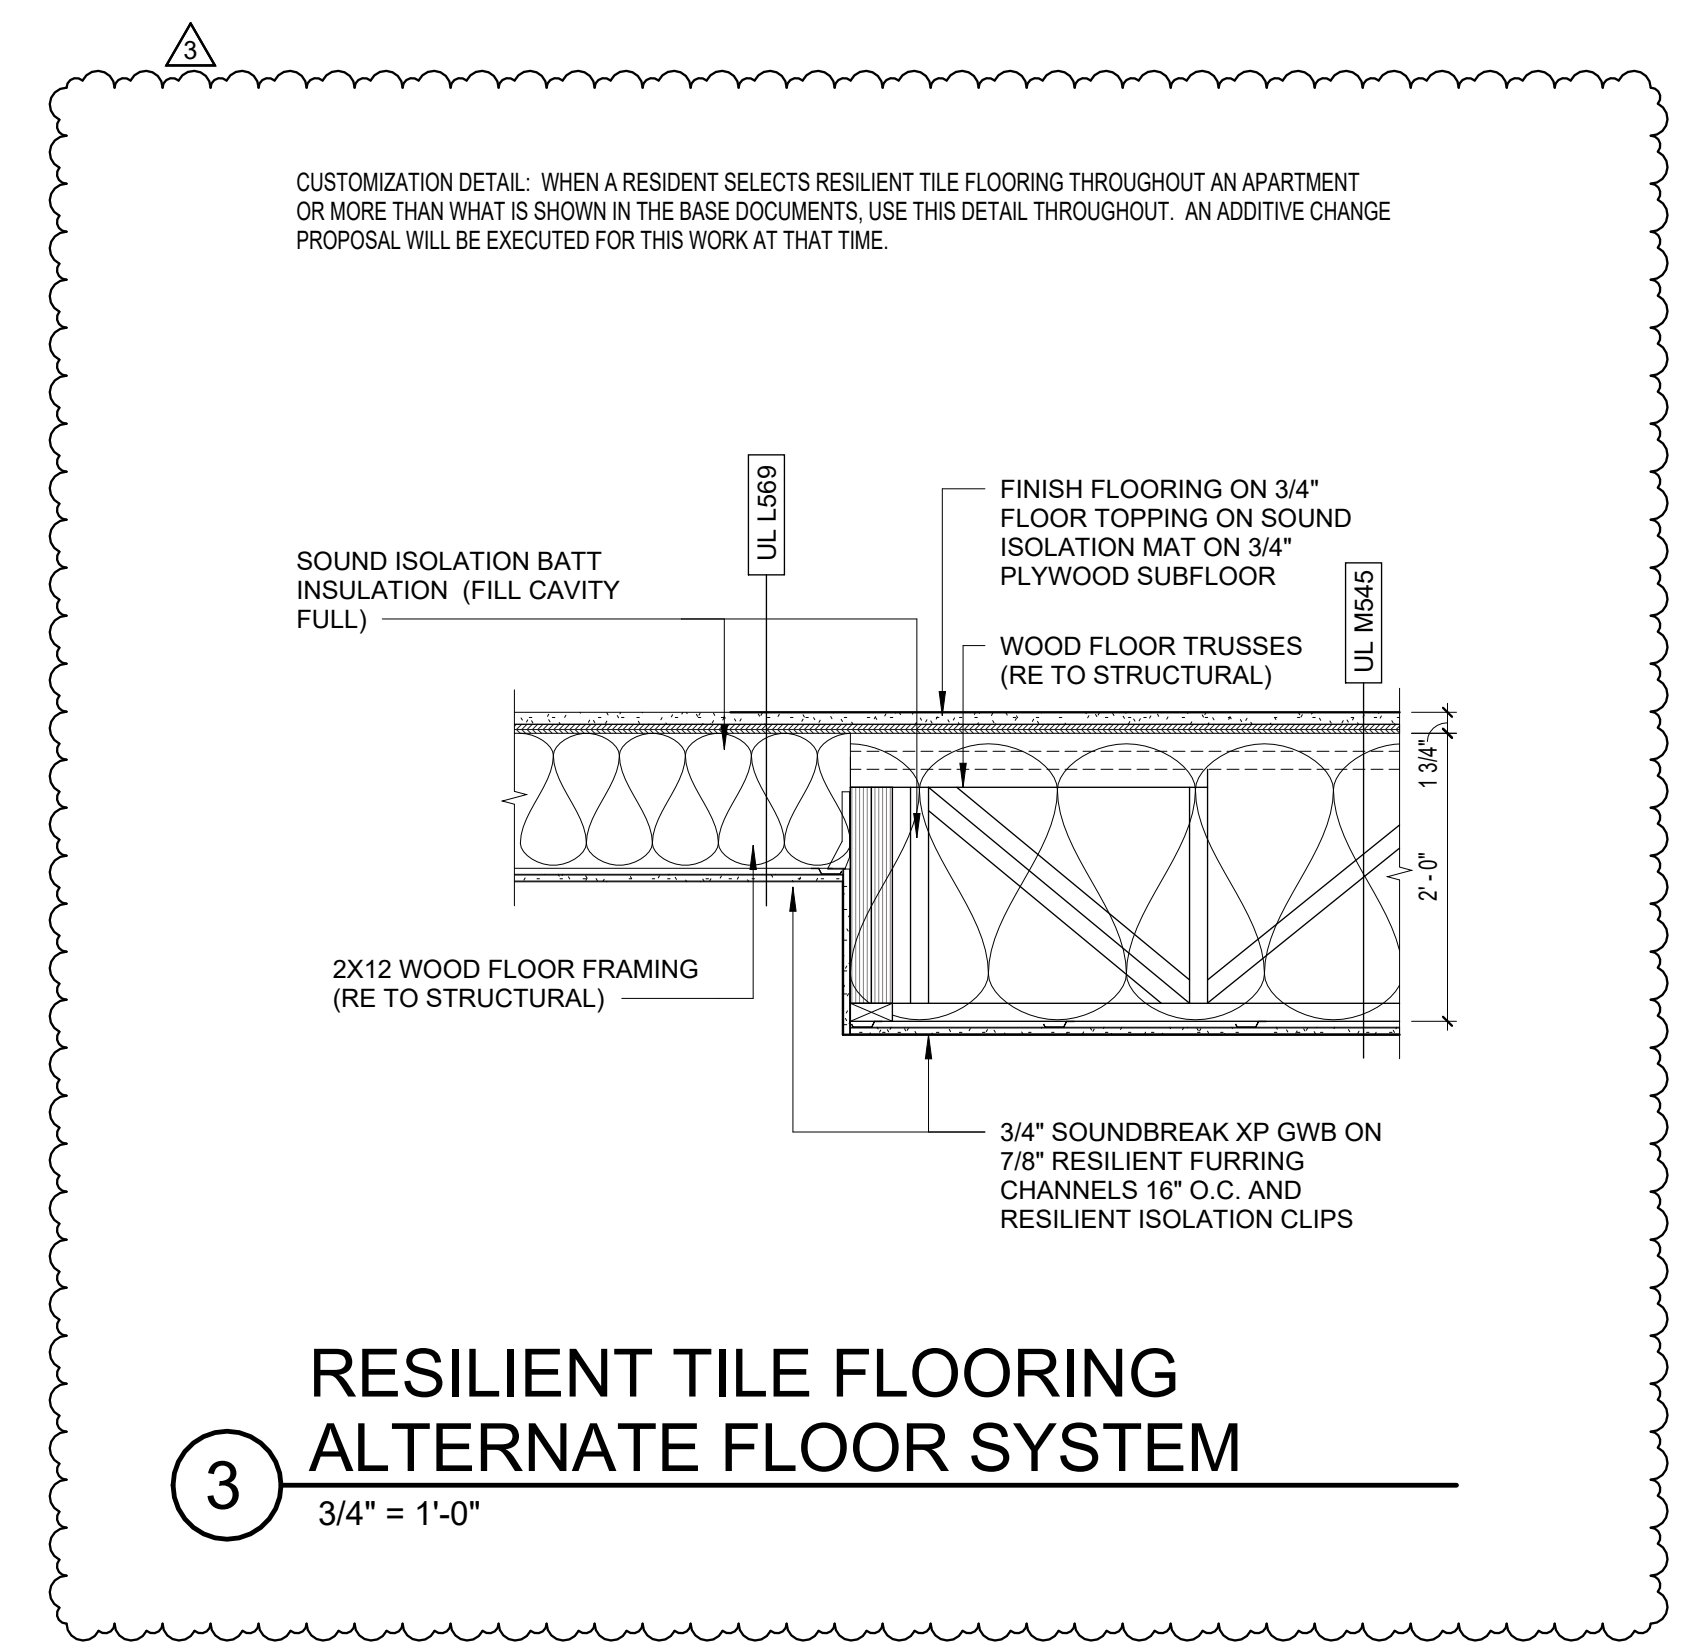 3
CUSTOMIZATION DETAIL: WHEN A RESIDENT SELECTS RESILIENT TILE FLOORING THROUGHOUT AN APARTMENT
OR MORE THAN WHAT IS SHOWN IN THE BASE DOCUMENTS, USE THIS DETAIL THROUGHOUT. AN ADDITIVE CHANGE
PROPOSAL WILL BE EXECUTED FOR THIS WORK AT THAT TIME.
UL L569
FINISH FLOORING ON 3/4"
FLOOR TOPPING ON SOUND
ISOLATION MAT ON 3/4"
PLYWOOD SUBFLOOR
SOUND ISOLATION BATT
INSULATION (FILL CAVITY
FULL)
UL M545
WOOD FLOOR TRUSSES
(RE TO STRUCTURAL)
1 3/4"
2' - 0"
2X12 WOOD FLOOR FRAMING
(RE TO STRUCTURAL)
3/4" SOUNDBREAK XP GWB ON
7/8" RESILIENT FURRING
CHANNELS 16" O.C. AND
RESILIENT ISOLATION CLIPS
RESILIENT TILE FLOORING
ALTERNATE FLOOR SYSTEM
3
3/4" = 1'-0"